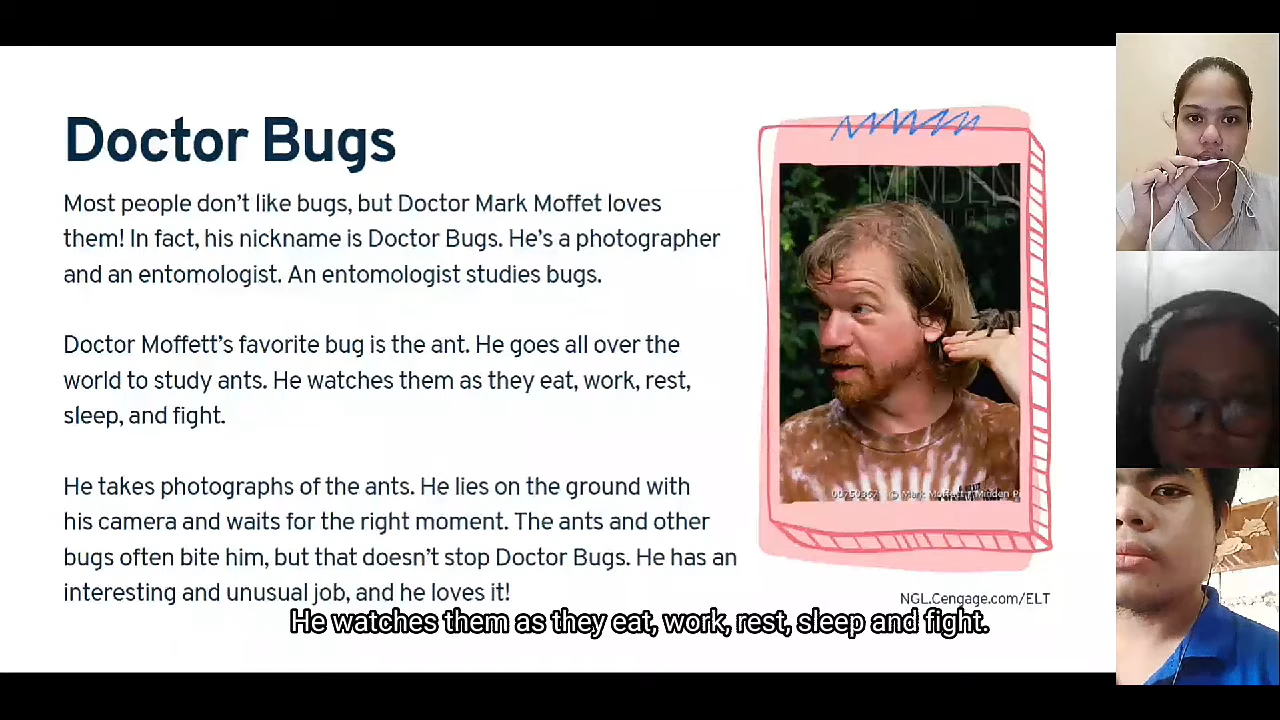 Doctor Bugs
Most people don't like bugs, but Doctor Mark Moffet loves
them! In fact, his nickname is Doctor Bugs. He's a photographer
and an entomologist. An entomologist studies bugs.
Doctor Moffett's favorite bug is the ant. He goes all over the
world to study ants. He watches them as they eat, work, rest,
sleep, and fight.
He takes photographs of the ants. He lies on the ground with
his camera and waits for the right moment. The ants and other
bugs often bite him, but that doesn't stop Doctor Bugs. He has an
interesting and unusual job, and he loves it!
MINDEN
© Mark Moffett / Minden
NGL.Cengage.com/ELT
He watches them as they eat, work, rest, sleep and fight.